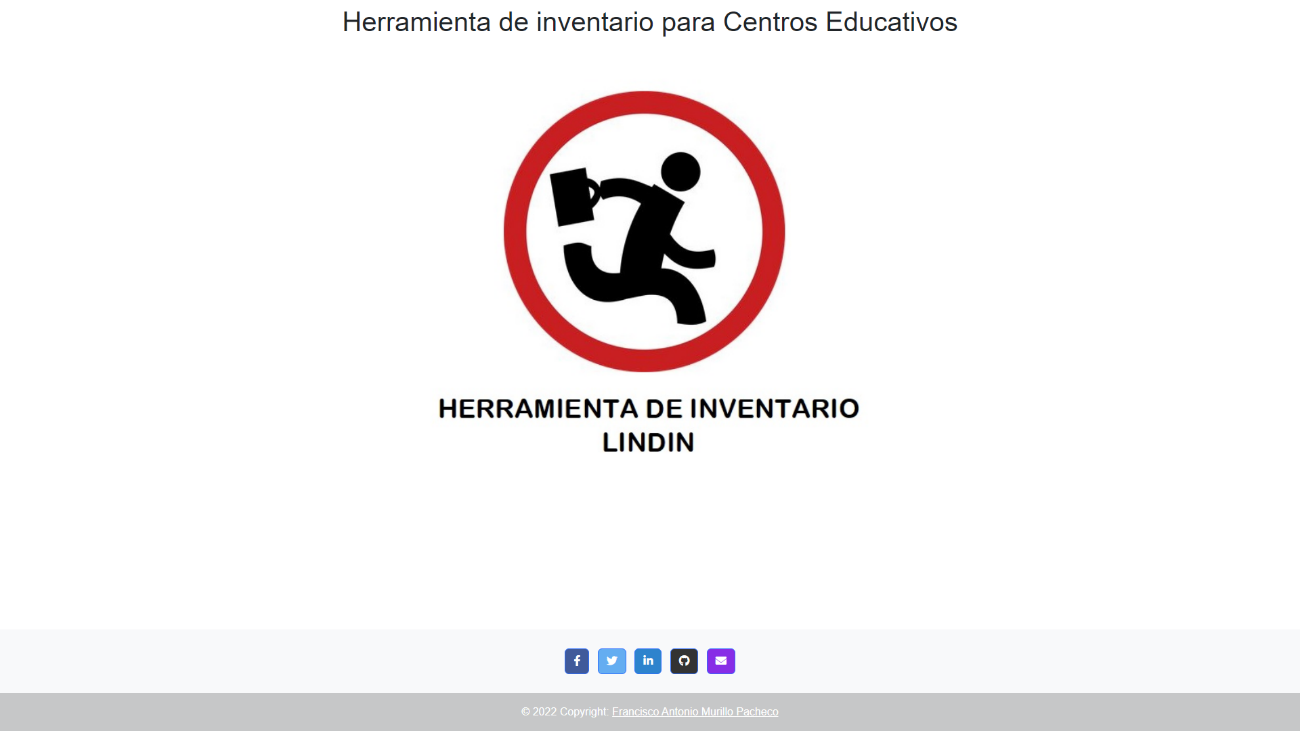 Herramienta de inventario para Centros Educativos
HERRAMIENTA DE INVENTARIO
LINDIN
© 2022 Copyright: Francisco Antonio Murillo Pacheco